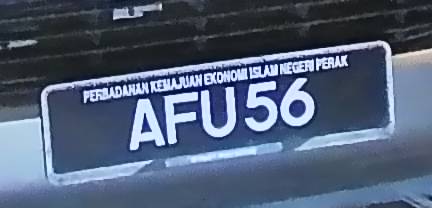 PERBADANAN KEMAJUAN EKONOMI ISLAM NEGERI PERAK
AFU 56